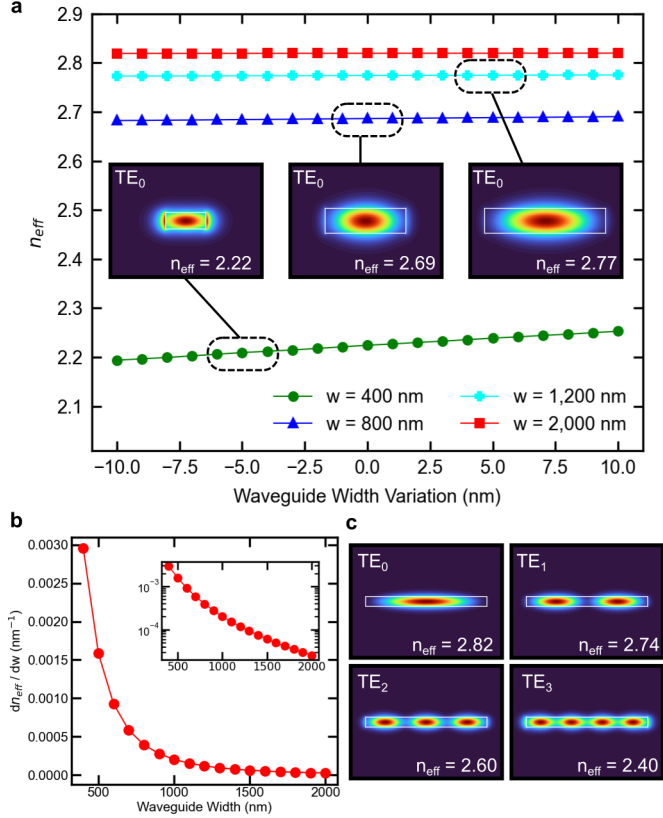 a
2.9
2.8
2.7
2.6
2.5
2.4
2.3
2.2
2.1
n_eff
TE₀
n_eff = 2.22
TE₀
n_eff = 2.69
TE₀
n_eff = 2.77
w = 400 nm
w = 800 nm
w = 1,200 nm
w = 2,000 nm
−10.0 −7.5 −5.0 −2.5 0.0 2.5 5.0 7.5 10.0
Waveguide Width Variation (nm)
b
0.0030
0.0025
0.0020
0.0015
0.0010
0.0005
0.0000
dn_eff / dw (nm⁻¹)
10⁻³
10⁻⁴
500 1000 1500 2000
500 1000 1500 2000
Waveguide Width (nm)
c
TE₀
n_eff = 2.82
TE₁
n_eff = 2.74
TE₂
n_eff = 2.60
TE₃
n_eff = 2.40